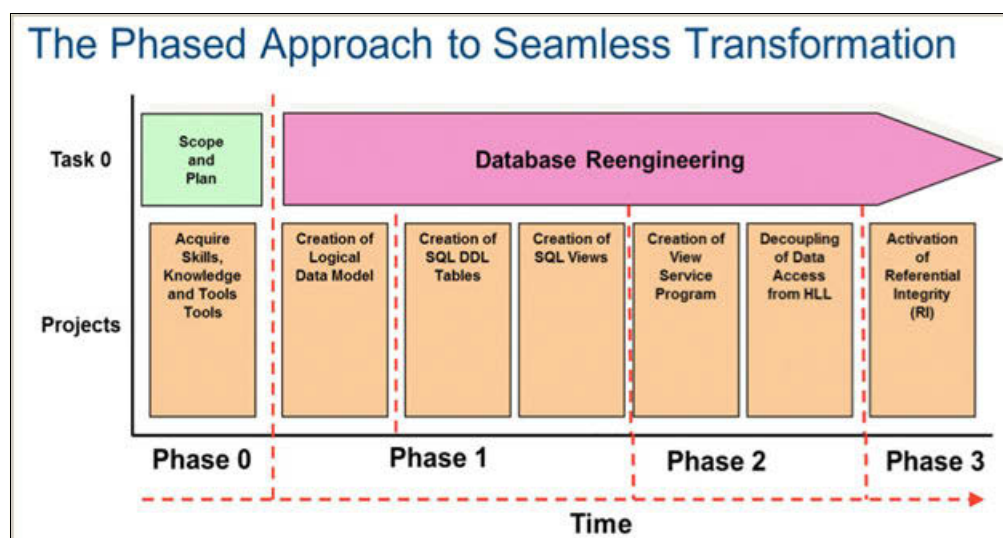 The Phased Approach to Seamless Transformation
Task 0
Scope
and
Plan
Database Reengineering
Projects
Acquire
Skills,
Knowledge
and Tools
Tools
Creation of
Logical
Data Model
Creation of
SQL DDL
Tables
Creation of
SQL Views
Creation of
View
Service
Program
Decoupling
of Data
Access
from HLL
Activation
of
Referential
Integrity
(RI)
Phase 0
Phase 1
Phase 2
Phase 3
Time